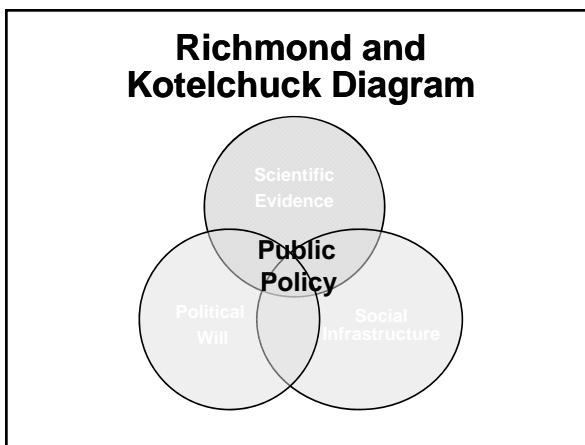 Richmond and
Kotelchuck Diagram
Scientific
Evidence
Public
Policy
Political
Will
Social
Infrastructure